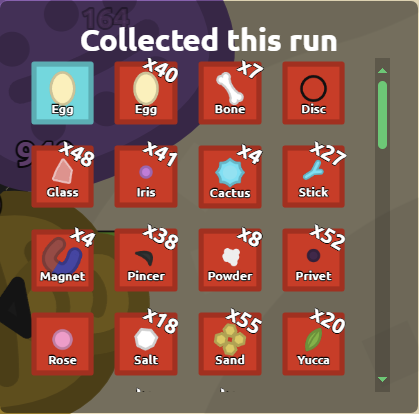 164
Collected this run
Egg
x40
Egg
x7
Bone
Disc
x48
Glass
x41
Iris
x4
Cactus
x27
Stick
x4
Magnet
x38
Pincer
x8
Powder
x52
Privet
Rose
x18
Salt
x55
Sand
x20
Yucca